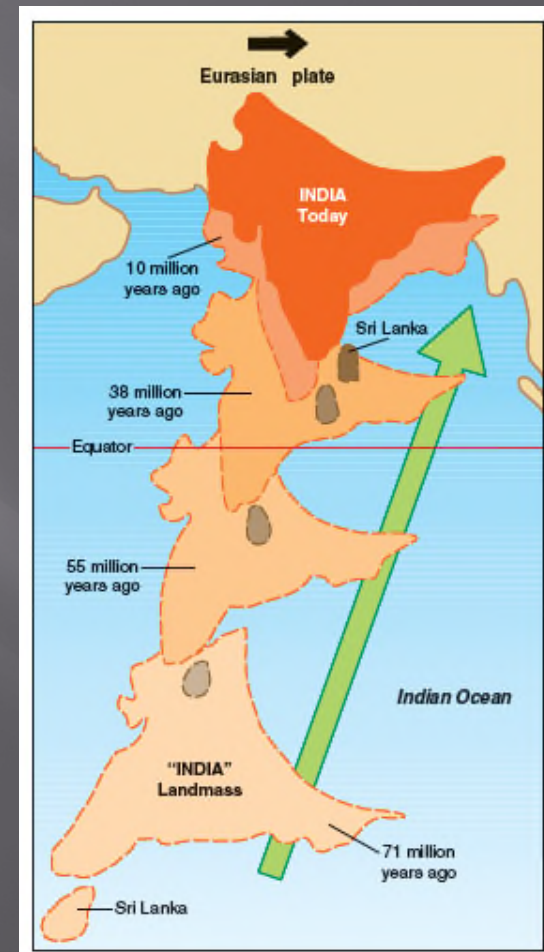 Eurasian plate
INDIA
Today
10 million
years ago
Sri Lanka
38 million
years ago
Equator
55 million
years ago
Indian Ocean
"INDIA"
Landmass
71 million
years ago
Sri Lanka